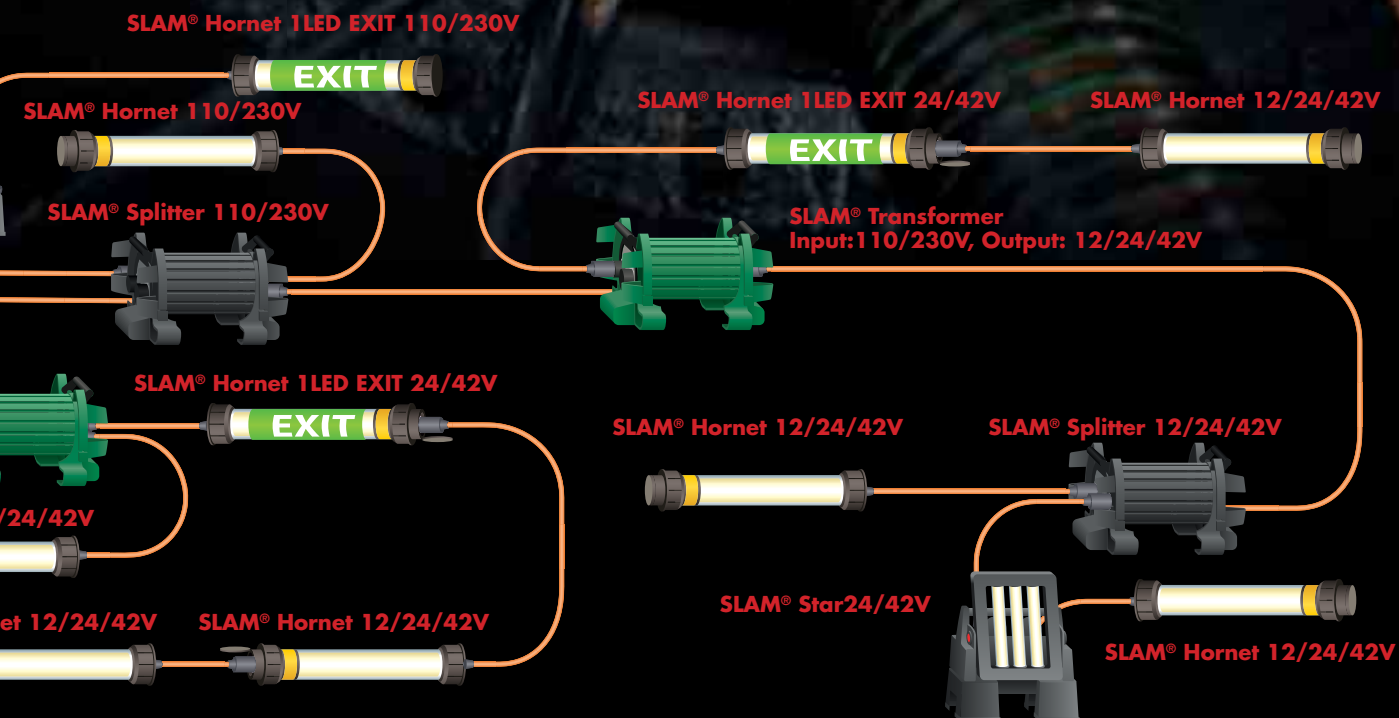 SLAM® Hornet 1LED EXIT 110/230V
EXIT
SLAM® Hornet 110/230V
SLAM® Hornet 1LED EXIT 24/42V
SLAM® Hornet 12/24/42V
EXIT
SLAM® Splitter 110/230V
SLAM® Transformer
Input:110/230V, Output: 12/24/42V
SLAM® Hornet 1LED EXIT 24/42V
EXIT
SLAM® Hornet 12/24/42V
SLAM® Splitter 12/24/42V
/24/42V
SLAM® Star24/42V
et 12/24/42V
SLAM® Hornet 12/24/42V
SLAM® Hornet 12/24/42V